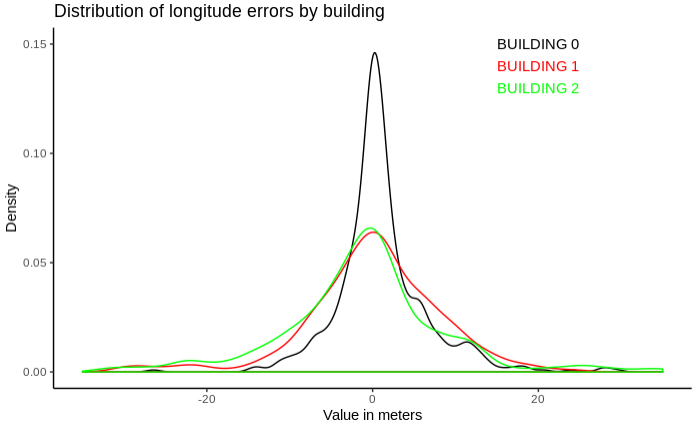 Distribution of longitude errors by building
BUILDING 0
BUILDING 1
BUILDING 2
0.15
0.10
0.05
0.00
Density
-20
0
20
Value in meters